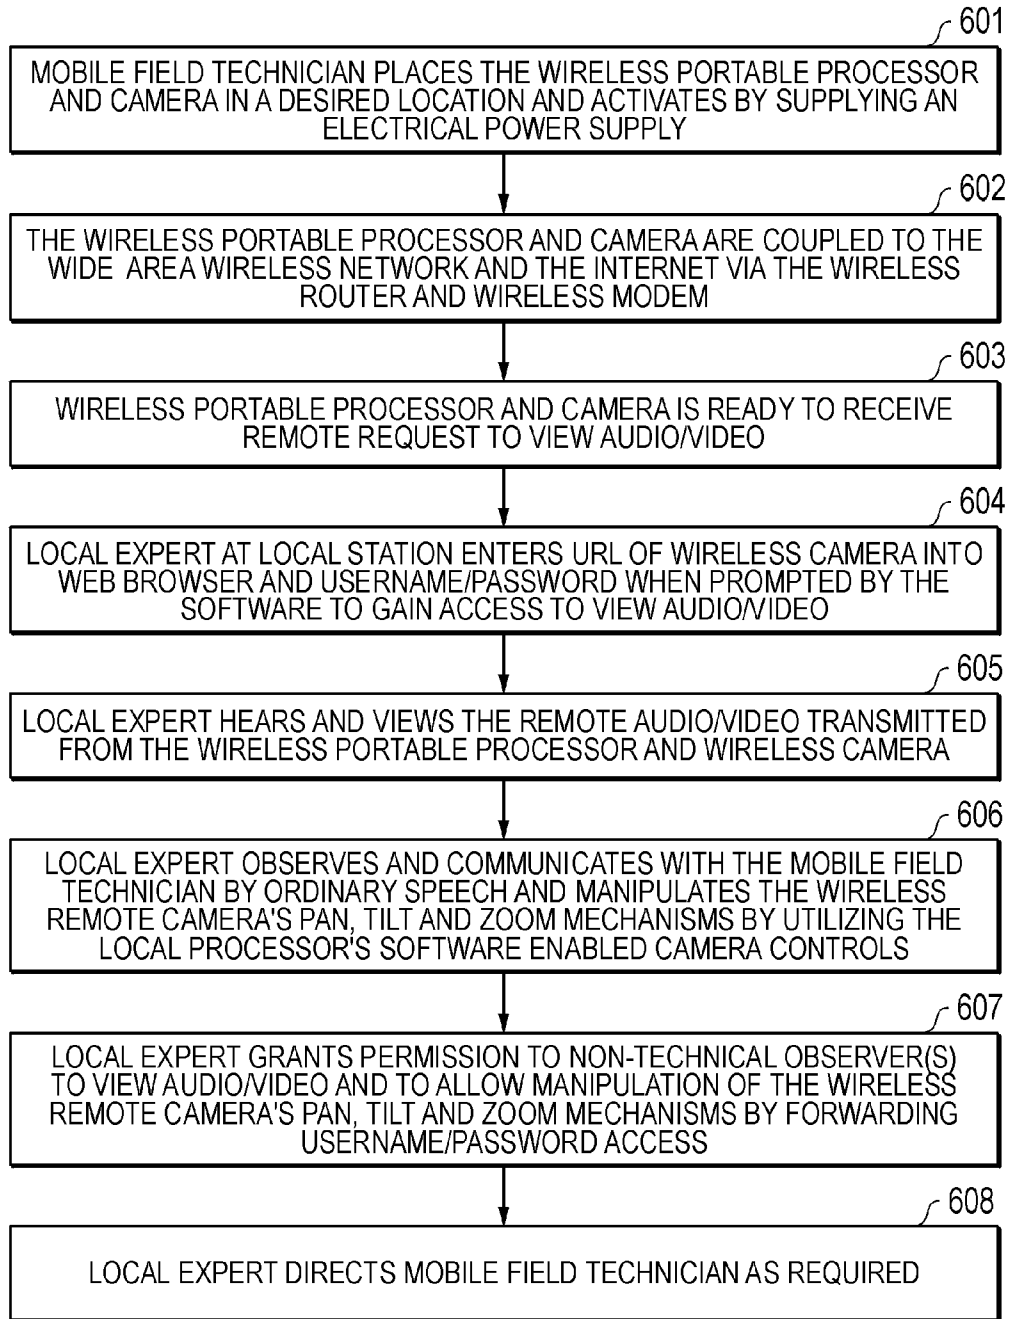 601
MOBILE FIELD TECHNICIAN PLACES THE WIRELESS PORTABLE PROCESSOR
AND CAMERA IN A DESIRED LOCATION AND ACTIVATES BY SUPPLYING AN
ELECTRICAL POWER SUPPLY
602
THE WIRELESS PORTABLE PROCESSOR AND CAMERA ARE COUPLED TO THE
WIDE AREA WIRELESS NETWORK AND THE INTERNET VIA THE WIRELESS
ROUTER AND WIRELESS MODEM
603
WIRELESS PORTABLE PROCESSOR AND CAMERA IS READY TO RECEIVE
REMOTE REQUEST TO VIEW AUDIO/VIDEO
604
LOCAL EXPERT AT LOCAL STATION ENTERS URL OF WIRELESS CAMERA INTO
WEB BROWSER AND USERNAME/PASSWORD WHEN PROMPTED BY THE
SOFTWARE TO GAIN ACCESS TO VIEW AUDIO/VIDEO
605
LOCAL EXPERT HEARS AND VIEWS THE REMOTE AUDIO/VIDEO TRANSMITTED
FROM THE WIRELESS PORTABLE PROCESSOR AND WIRELESS CAMERA
606
LOCAL EXPERT OBSERVES AND COMMUNICATES WITH THE MOBILE FIELD
TECHNICIAN BY ORDINARY SPEECH AND MANIPULATES THE WIRELESS
REMOTE CAMERA'S PAN, TILT AND ZOOM MECHANISMS BY UTILIZING THE
LOCAL PROCESSOR'S SOFTWARE ENABLED CAMERA CONTROLS
607
LOCAL EXPERT GRANTS PERMISSION TO NON-TECHNICAL OBSERVER(S)
TO VIEW AUDIO/VIDEO AND TO ALLOW MANIPULATION OF THE WIRELESS
REMOTE CAMERA'S PAN, TILT AND ZOOM MECHANISMS BY FORWARDING
USERNAME/PASSWORD ACCESS
608
LOCAL EXPERT DIRECTS MOBILE FIELD TECHNICIAN AS REQUIRED